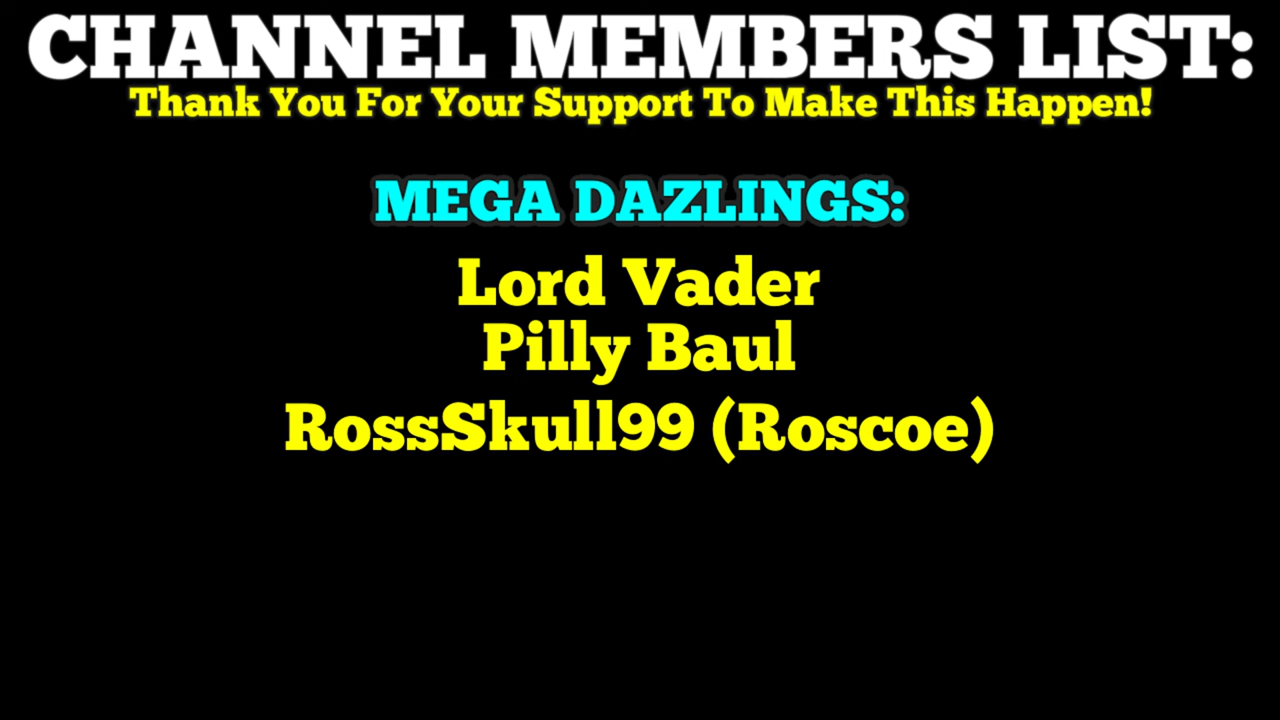 CHANNEL MEMBERS LIST:
Thank You For Your Support To Make This Happen!
MEGA DAZLINGS:
Lord Vader
Pilly Baul
RossSkull99 (Roscoe)